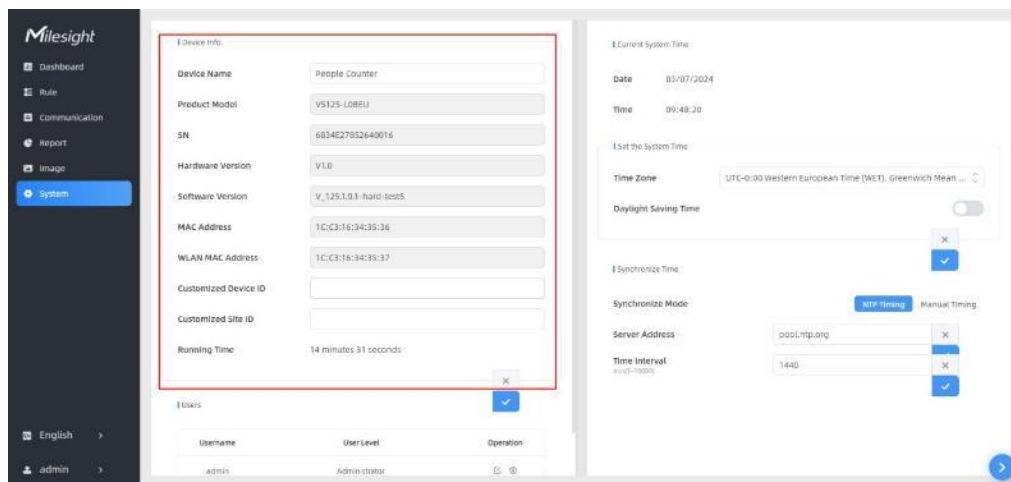 Milesight
Dashboard
Rule
Communication
Report
Image
System
English
admin
Device Info.
Device Name People Counter
Product Model VS125-L08EU
SN 6834E27852640016
Hardware Version V1.0
Software Version V_125.1.0.1-hard-test5
MAC Address 1C:C3:16:34:35:36
WLAN MAC Address 1C:C3:16:34:35:37
Customized Device ID
Customized Site ID
Running Time 14 minutes 31 seconds
Users
Username User Level Operation
admin Administrator
Current System Time
Date 03/07/2024
Time 09:48:20
Set the System Time
Time Zone UTC-0:00 Western European Time (WET), Greenwich Mean ...
Daylight Saving Time
Synchronize Time
Synchronize Mode NTP Timing Manual Timing
Server Address pool.ntp.org
Time Interval 1440